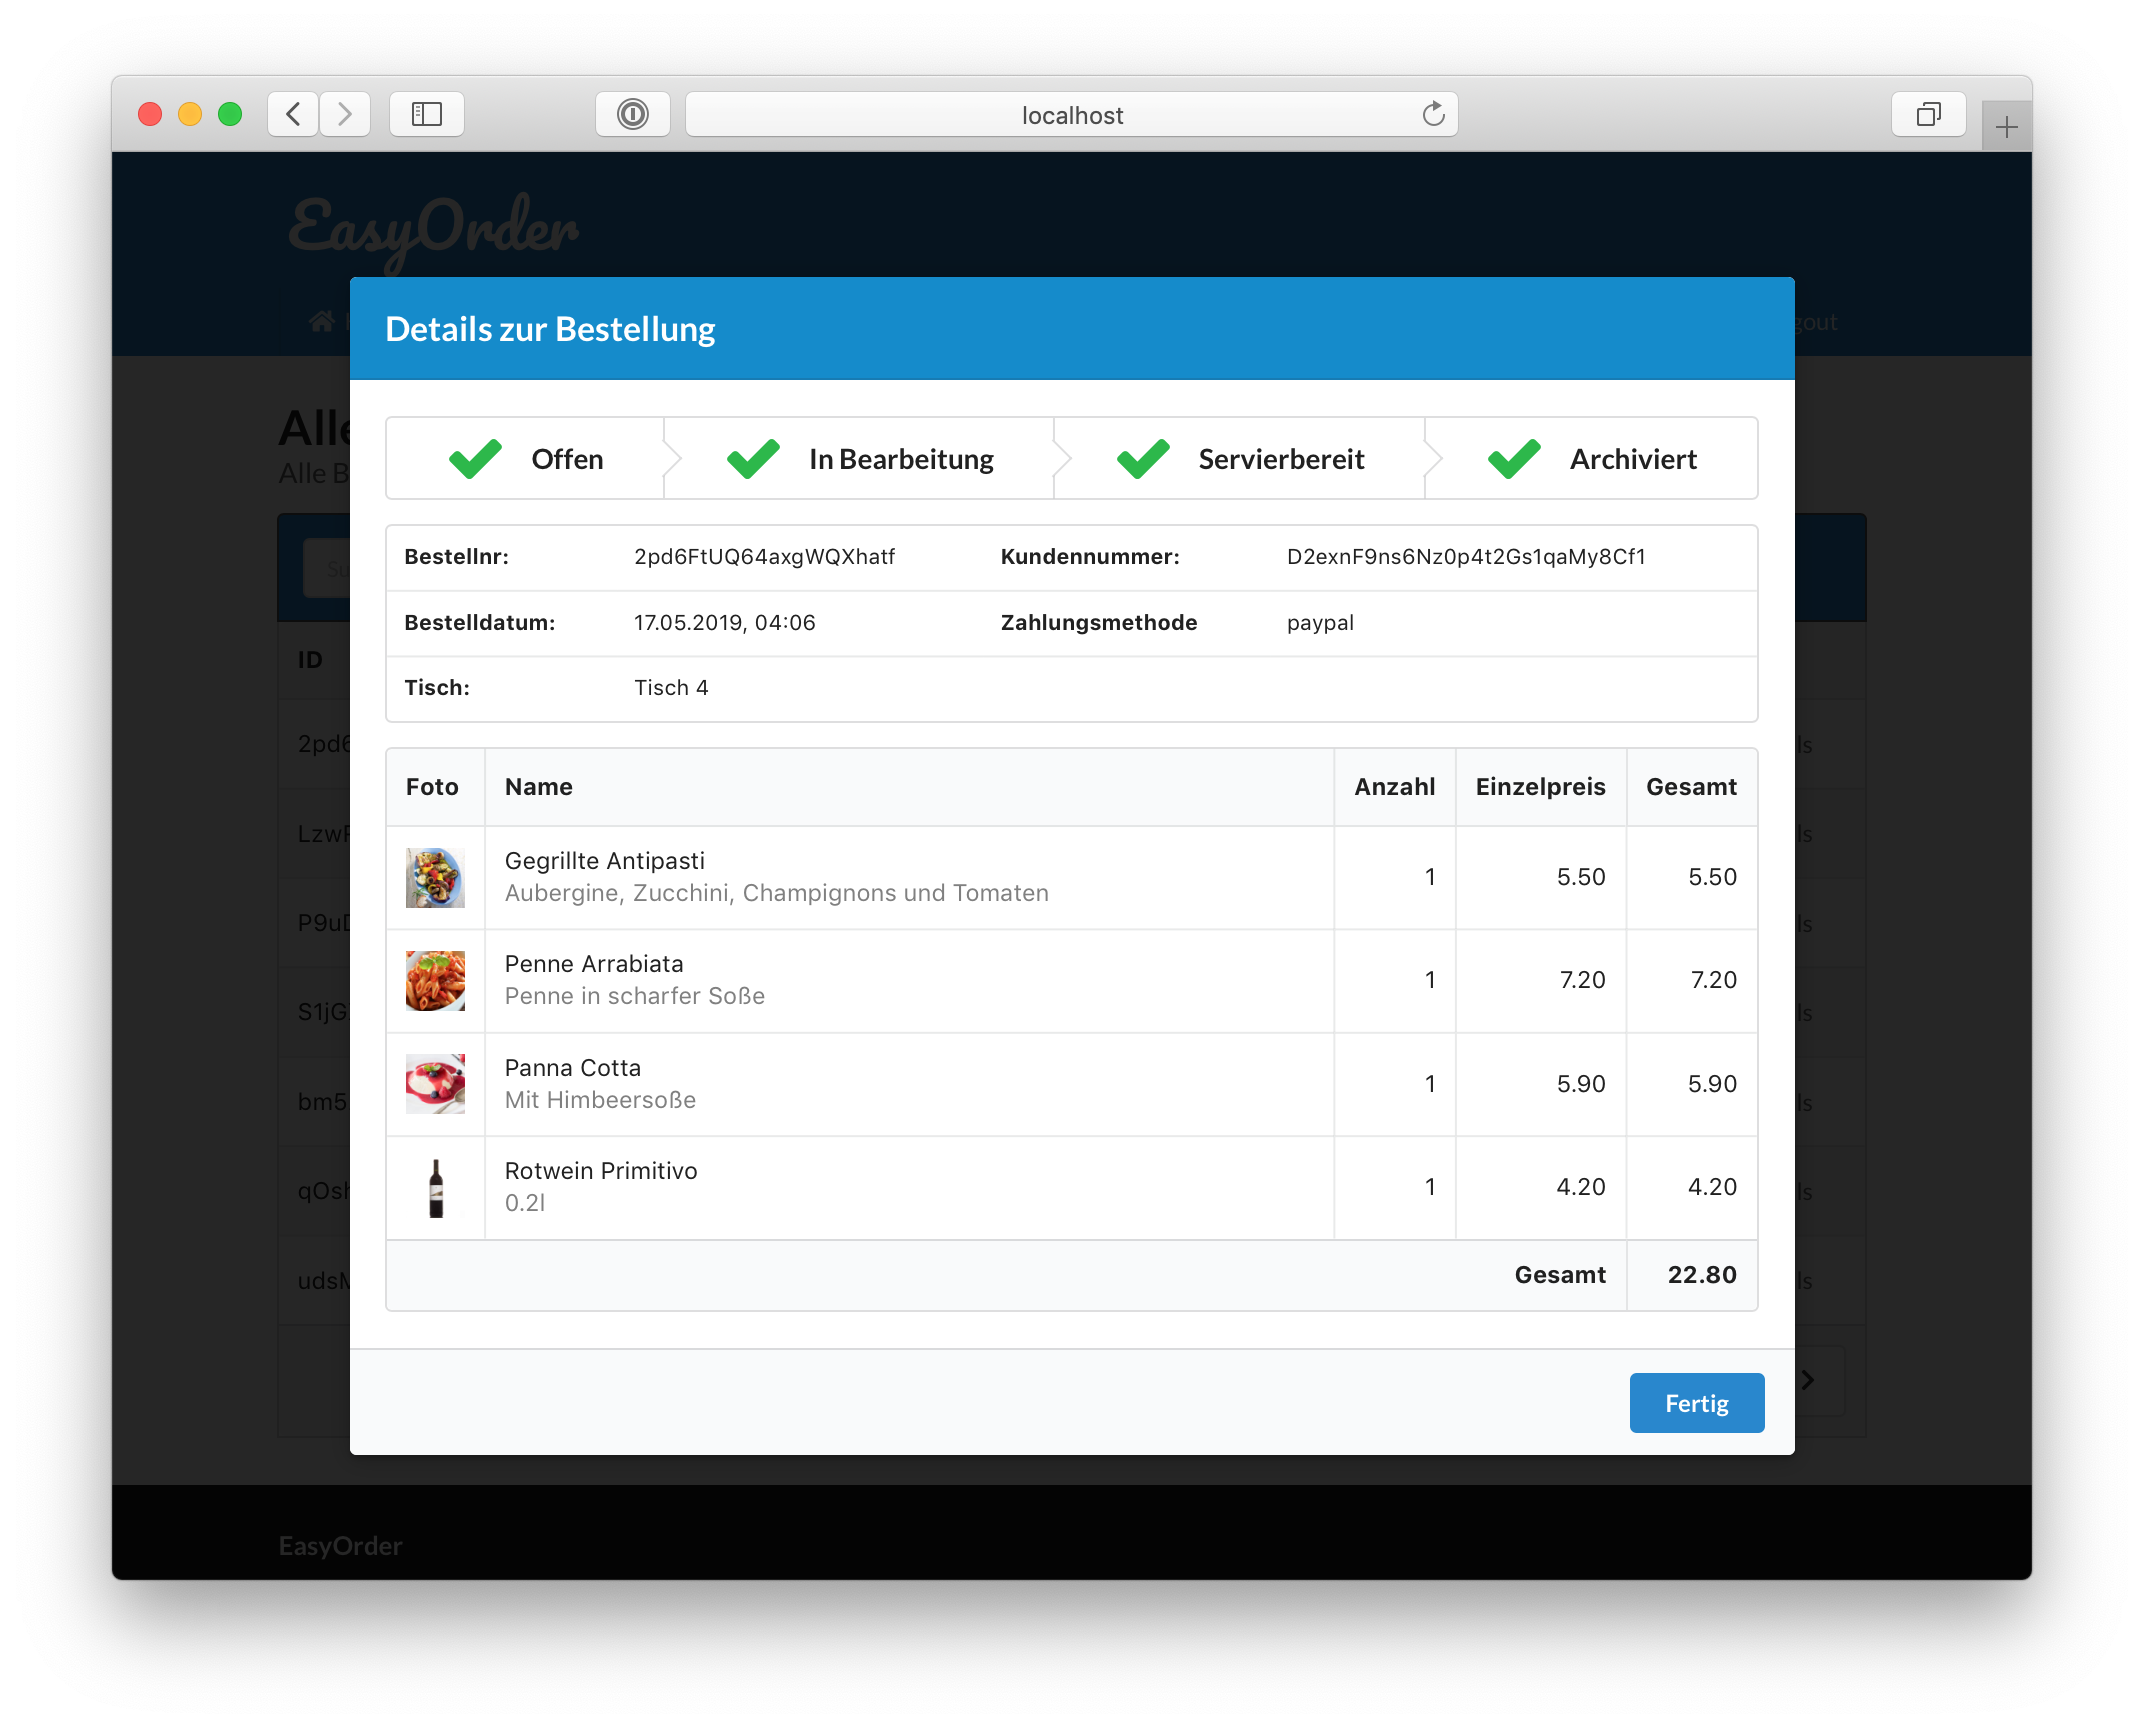 localhost
EasyOrder
Details zur Bestellung
Alle
Offen
In Bearbeitung
Servierbereit
Archiviert
Bestellnr: 2pd6FtUQ64axgWQXhatf Kundennummer: D2exnF9ns6Nz0p4t2Gs1qaMy8Cf1
Bestelldatum: 17.05.2019, 04:06 Zahlungsmethode paypal
Tisch: Tisch 4
ID
Foto Name Anzahl Einzelpreis Gesamt
Gegrillte Antipasti 1 5.50 5.50
Aubergine, Zucchini, Champignons und Tomaten
Penne Arrabiata 1 7.20 7.20
Penne in scharfer Soße
Panna Cotta 1 5.90 5.90
Mit Himbeersoße
Rotwein Primitivo 1 4.20 4.20
0.2l
Gesamt 22.80
Fertig
EasyOrder